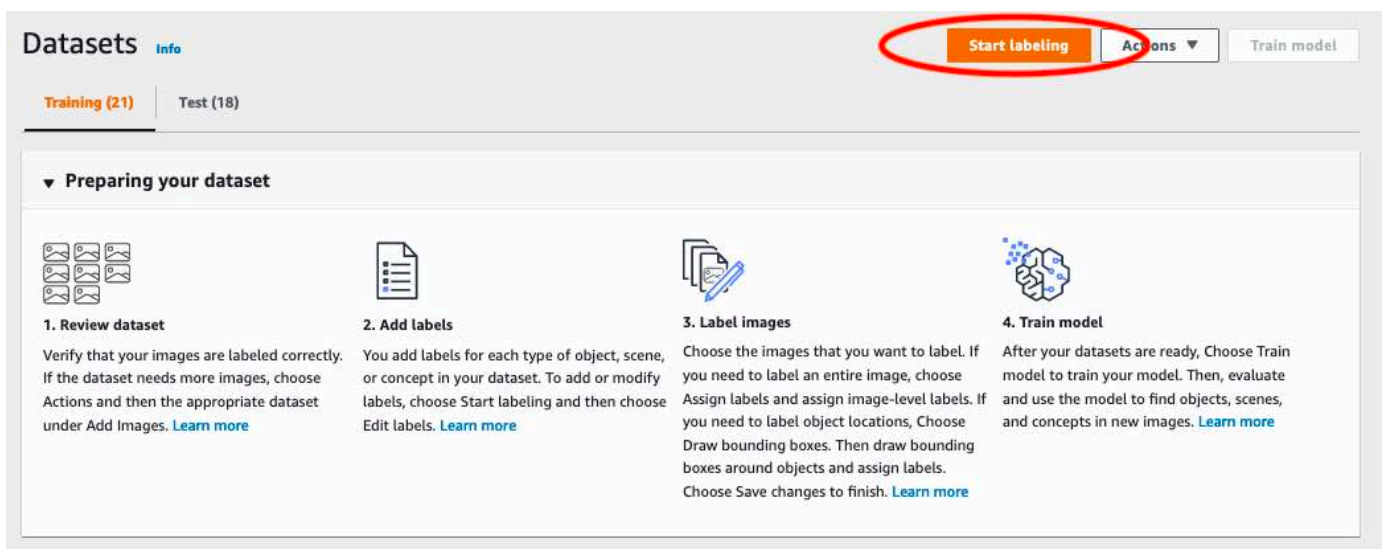 Datasets Info
Start labeling
Actions ▼
Train model
Training (21)
Test (18)
▼ Preparing your dataset
1. Review dataset
Verify that your images are labeled correctly.
If the dataset needs more images, choose
Actions and then the appropriate dataset
under Add Images. Learn more
2. Add labels
You add labels for each type of object, scene,
or concept in your dataset. To add or modify
labels, choose Start labeling and then choose
Edit labels. Learn more
3. Label images
Choose the images that you want to label. If
you need to label an entire image, choose
Assign labels and assign image-level labels. If
you need to label object locations, Choose
Draw bounding boxes. Then draw bounding
boxes around objects and assign labels.
Choose Save changes to finish. Learn more
4. Train model
After your datasets are ready, Choose Train
model to train your model. Then, evaluate
and use the model to find objects, scenes,
and concepts in new images. Learn more